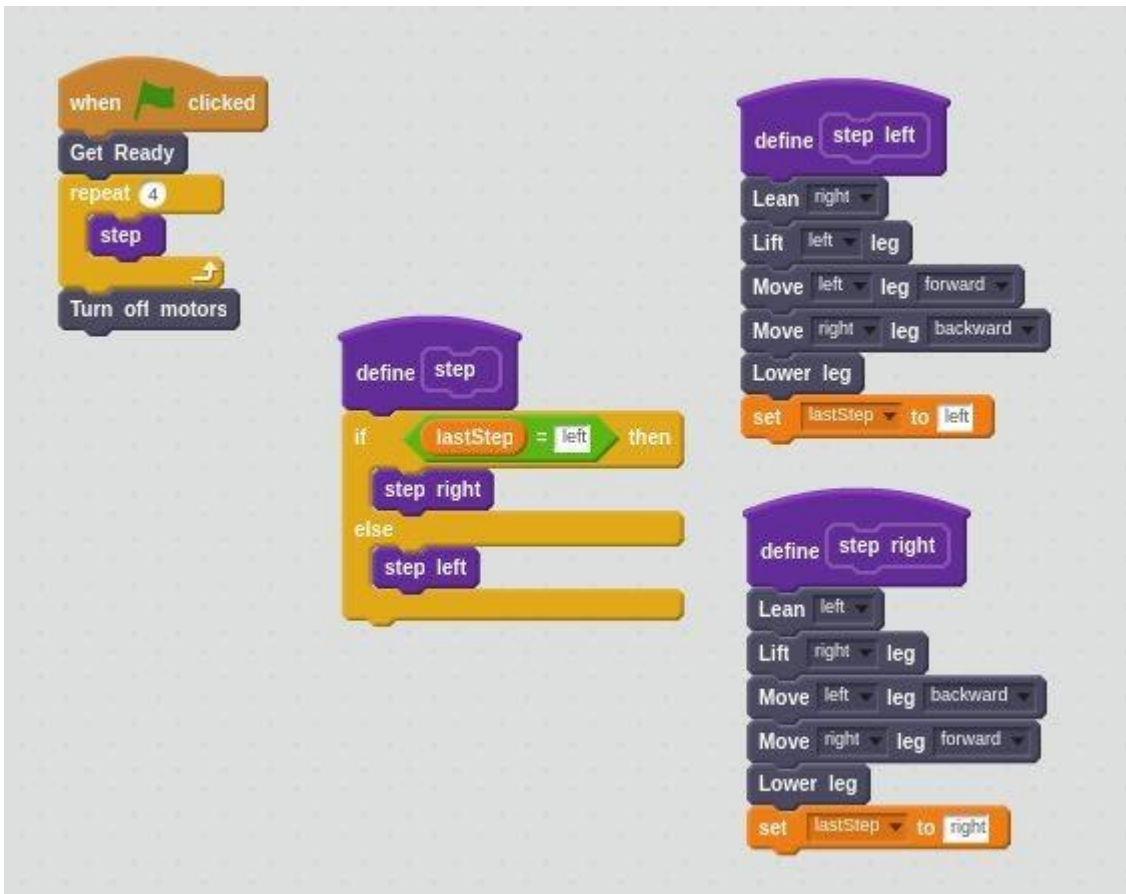 when clicked
Get Ready
repeat 4
step
Turn off motors
define step
if lastStep = left then
step right
else
step left
define step left
Lean right
Lift left leg
Move left leg forward
Move right leg backward
Lower leg
set lastStep to left
define step right
Lean left
Lift right leg
Move left leg backward
Move right leg forward
Lower leg
set lastStep to right